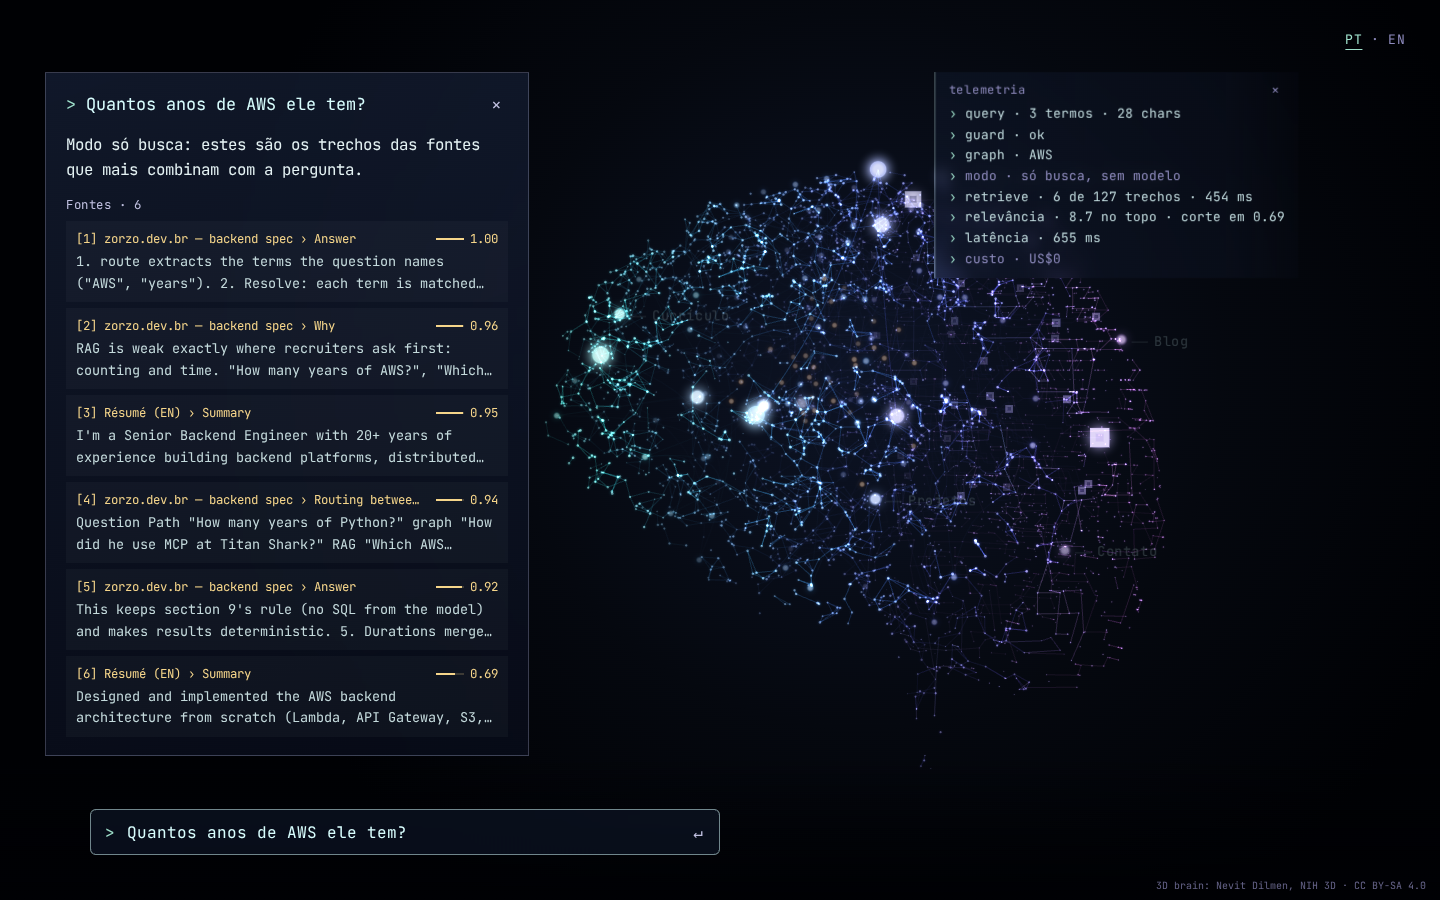 PT · EN
> Quantos anos de AWS ele tem? ×
Modo só busca: estes são os trechos das fontes
que mais combinam com a pergunta.
Fontes · 6
[1] zorzo.dev.br — backend spec › Answer 1.00
1. route extracts the terms the question names
("AWS", "years"). 2. Resolve: each term is matched…
[2] zorzo.dev.br — backend spec › Why 0.96
RAG is weak exactly where recruiters ask first:
counting and time. "How many years of AWS?", "Which…
[3] Résumé (EN) › Summary 0.95
I'm a Senior Backend Engineer with 20+ years of
experience building backend platforms, distributed…
[4] zorzo.dev.br — backend spec › Routing betwee… 0.94
Question Path "How many years of Python?" graph "How
did he use MCP at Titan Shark?" RAG "Which AWS…
[5] zorzo.dev.br — backend spec › Answer 0.92
This keeps section 9's rule (no SQL from the model)
and makes results deterministic. 5. Durations merge…
[6] Résumé (EN) › Summary 0.69
Designed and implemented the AWS backend
architecture from scratch (Lambda, API Gateway, S3,…
telemetria ×
› query · 3 termos · 28 chars
› guard · ok
› graph · AWS
› modo · só busca, sem modelo
› retrieve · 6 de 127 trechos · 454 ms
› relevância · 8.7 no topo · corte em 0.69
› latência · 655 ms
› custo · US$0
Currículo
Blog
Projetos
Contato
> Quantos anos de AWS ele tem? ↵
3D brain: Nevit Dilmen, NIH 3D · CC BY-SA 4.0